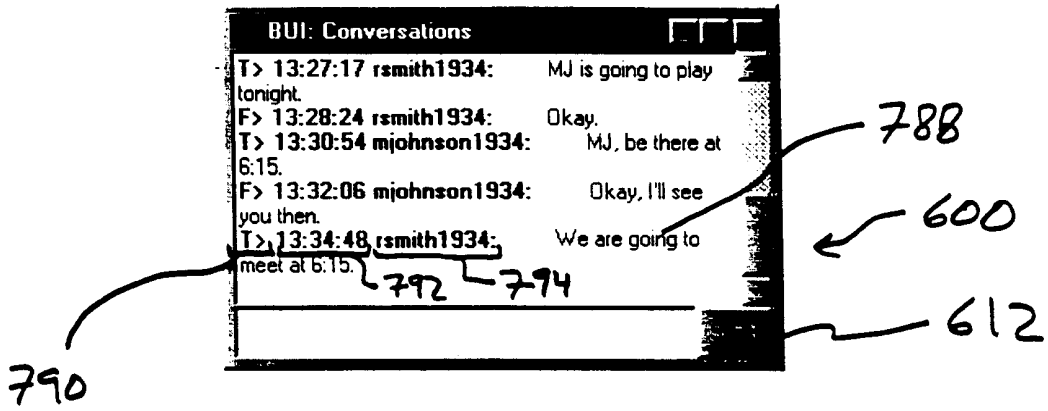 BUI: Conversations
T> 13:27:17 rsmith1934: MJ is going to play
tonight.
F> 13:28:24 rsmith1934: Okay.
T> 13:30:54 mjohnson1934: MJ, be there at
6:15.
F> 13:32:06 mjohnson1934: Okay, I'll see
you then.
T> 13:34:48 rsmith1934: We are going to
meet at 6:15.
788
600
792
794
612
790